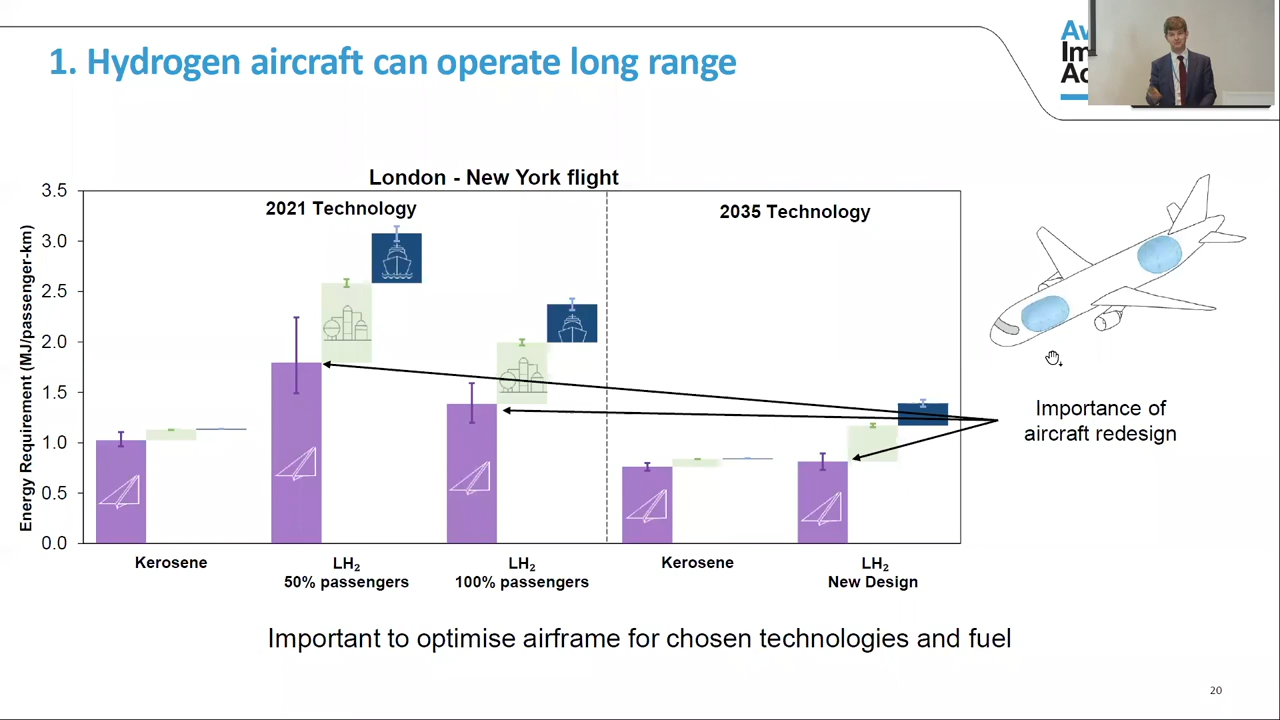 1. Hydrogen aircraft can operate long range
London - New York flight
2021 Technology
2035 Technology
Energy Requirement (MJ/passenger-km)
3.5
3.0
2.5
2.0
1.5
1.0
0.5
0.0
Kerosene
LH₂
50% passengers
LH₂
100% passengers
Kerosene
LH₂
New Design
Importance of
aircraft redesign
Important to optimise airframe for chosen technologies and fuel
20